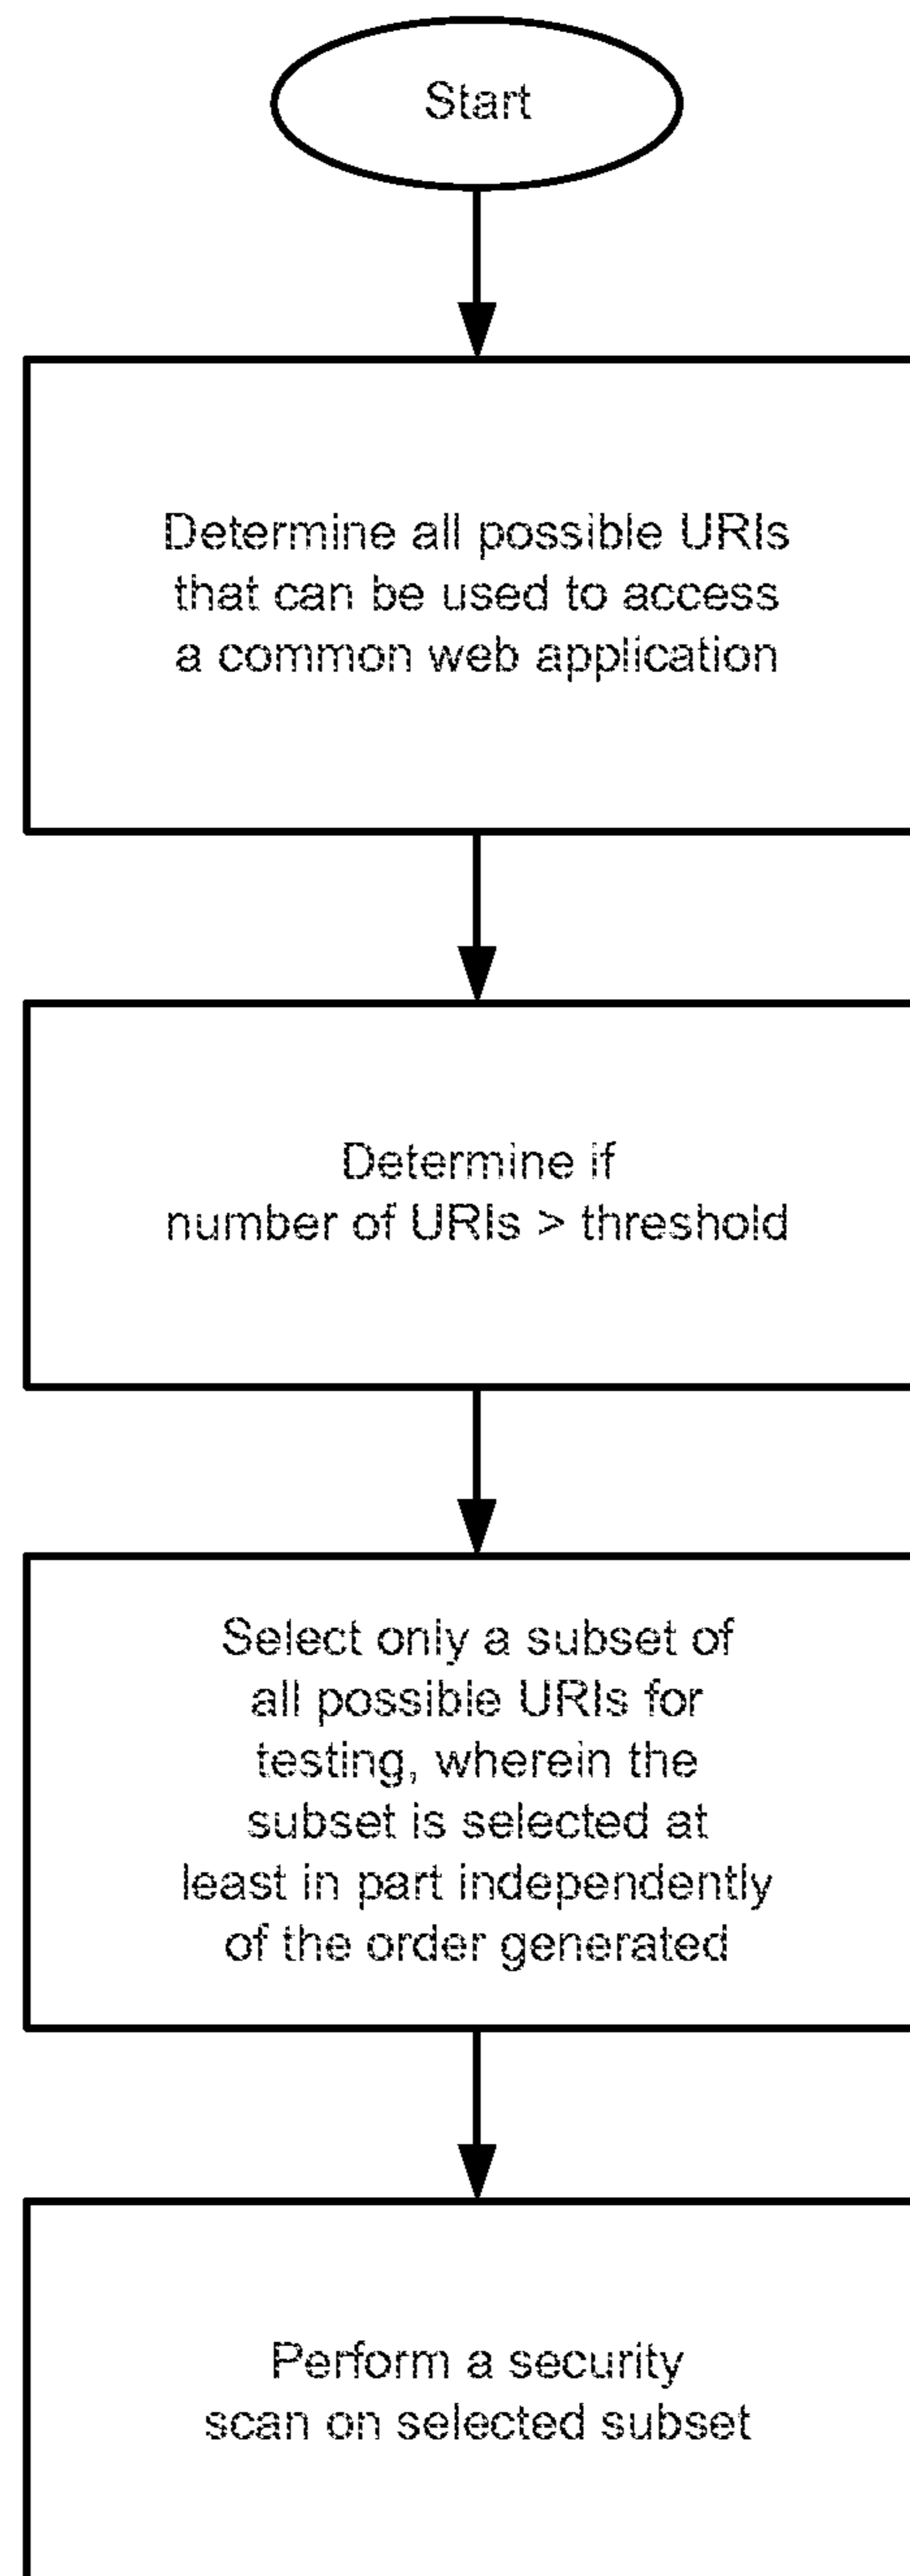 Start
Determine all possible URIs
that can be used to access
a common web application
Determine if
number of URIs > threshold
Select only a subset of
all possible URIs for
testing, wherein the
subset is selected at
least in part independently
of the order generated
Perform a security
scan on selected subset